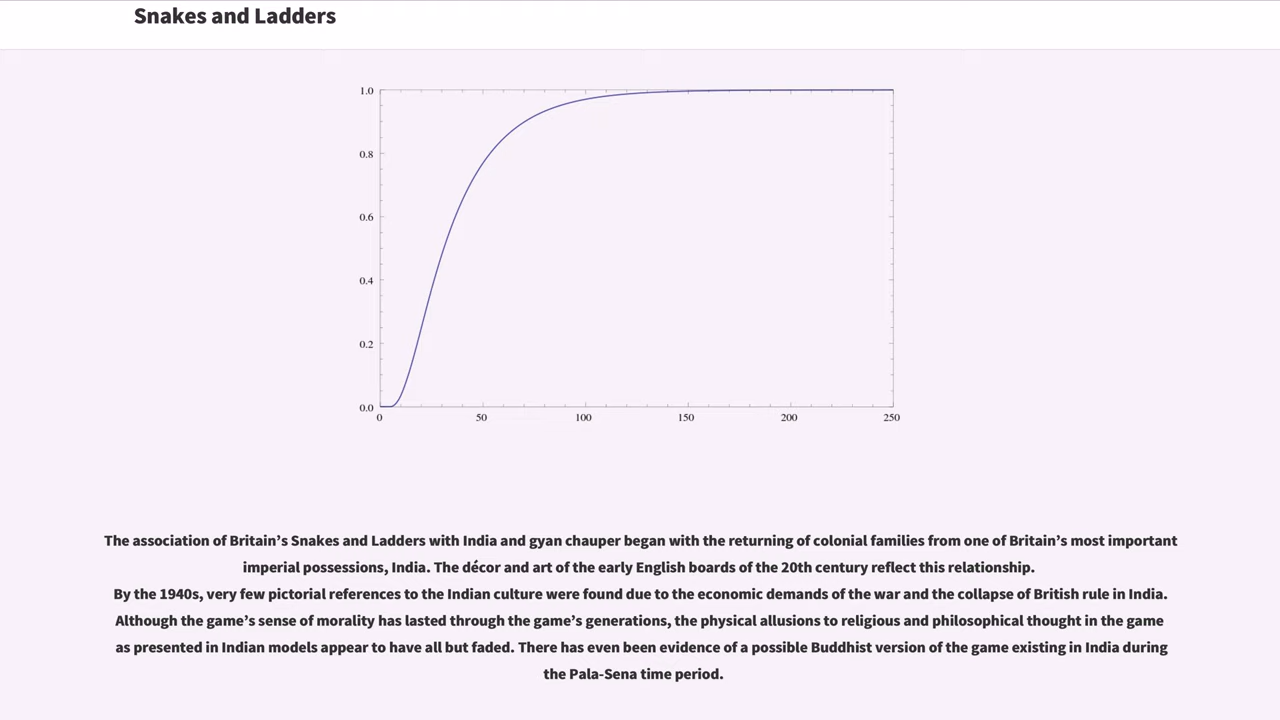 Snakes and Ladders
1.0
0.8
0.6
0.4
0.2
0.0
0 50 100 150 200 250
The association of Britain’s Snakes and Ladders with India and gyan chauper began with the returning of colonial families from one of Britain’s most important
imperial possessions, India. The décor and art of the early English boards of the 20th century reflect this relationship.
By the 1940s, very few pictorial references to the Indian culture were found due to the economic demands of the war and the collapse of British rule in India.
Although the game’s sense of morality has lasted through the game’s generations, the physical allusions to religious and philosophical thought in the game
as presented in Indian models appear to have all but faded. There has even been evidence of a possible Buddhist version of the game existing in India during
the Pala-Sena time period.